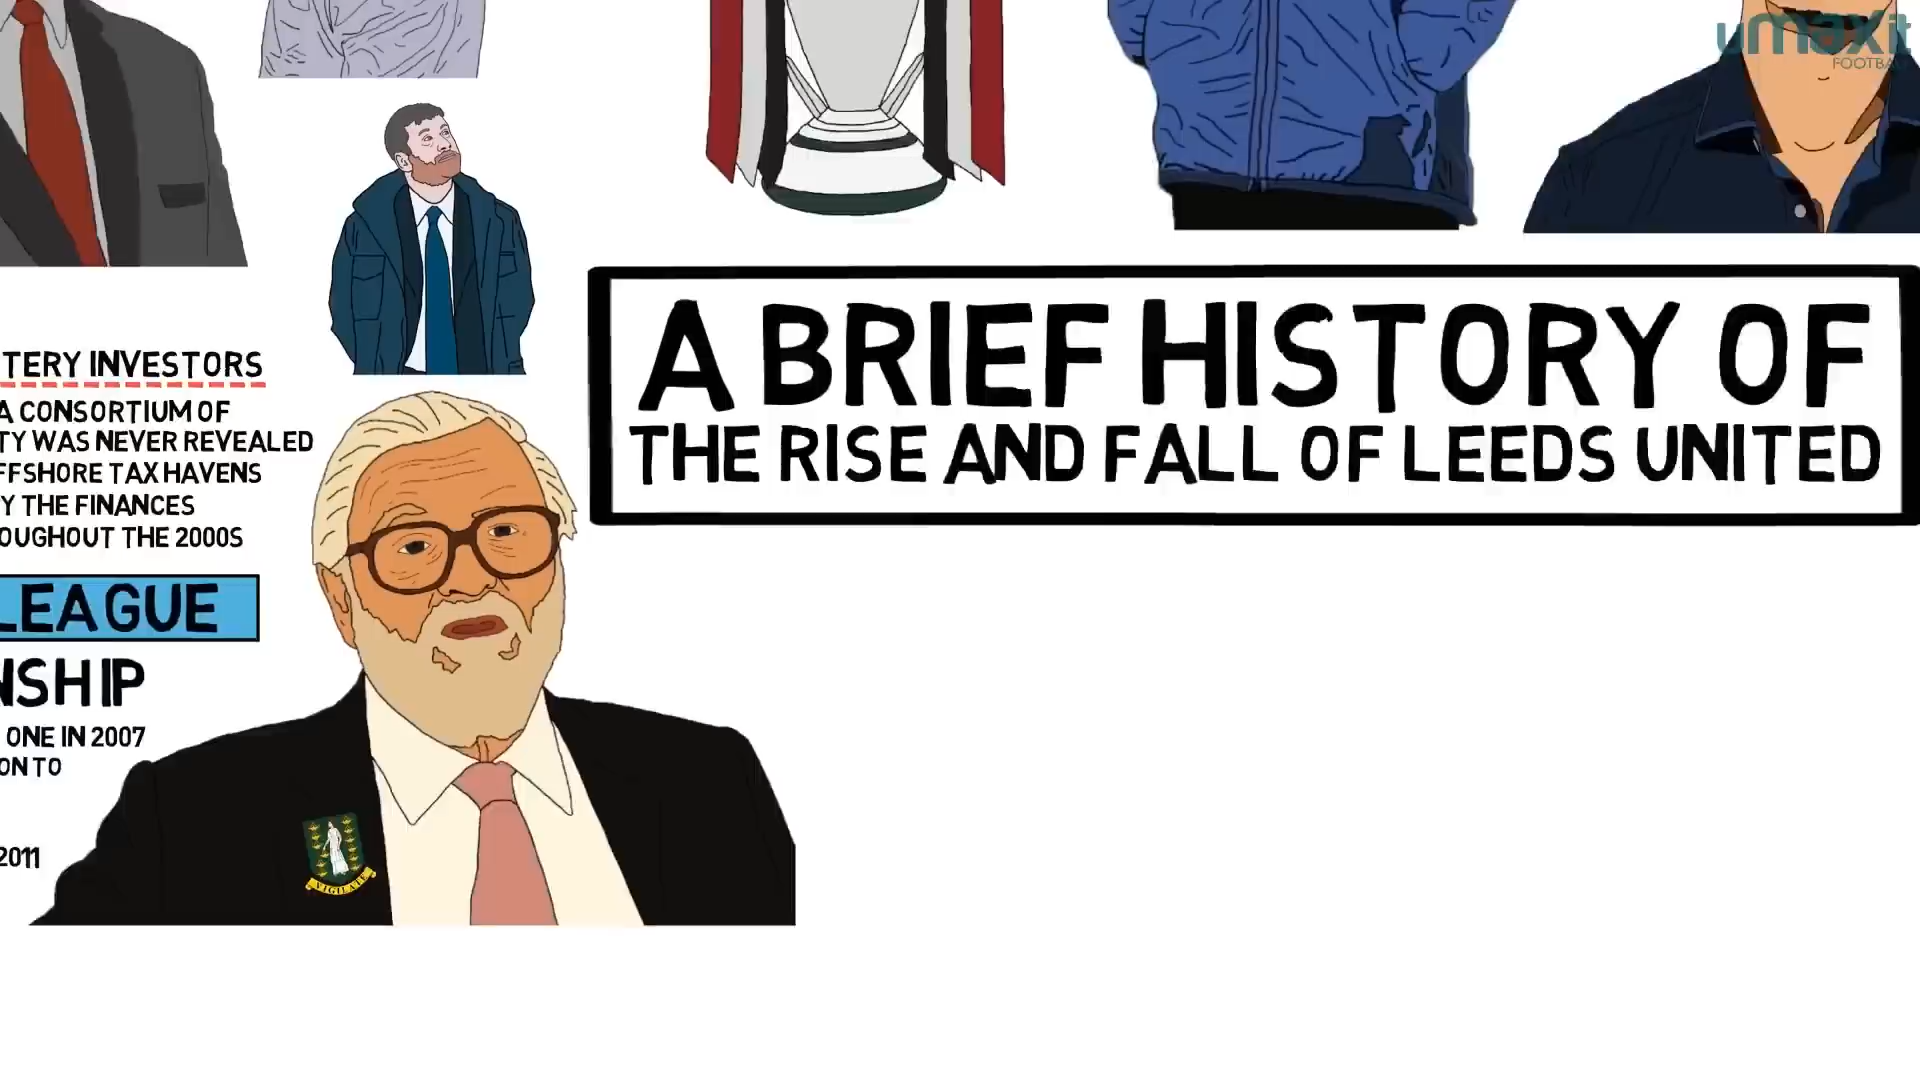 umaxit
FOOTBA
A BRIEF HISTORY OF
THE RISE AND FALL OF LEEDS UNITED
TERY INVESTORS
A CONSORTIUM OF
TY WAS NEVER REVEALED
FFSHORE TAX HAVENS
Y THE FINANCES
OUGHOUT THE 2000S
LEAGUE
NSHIP
ONE IN 2007
ON TO
2011
VIGILATE